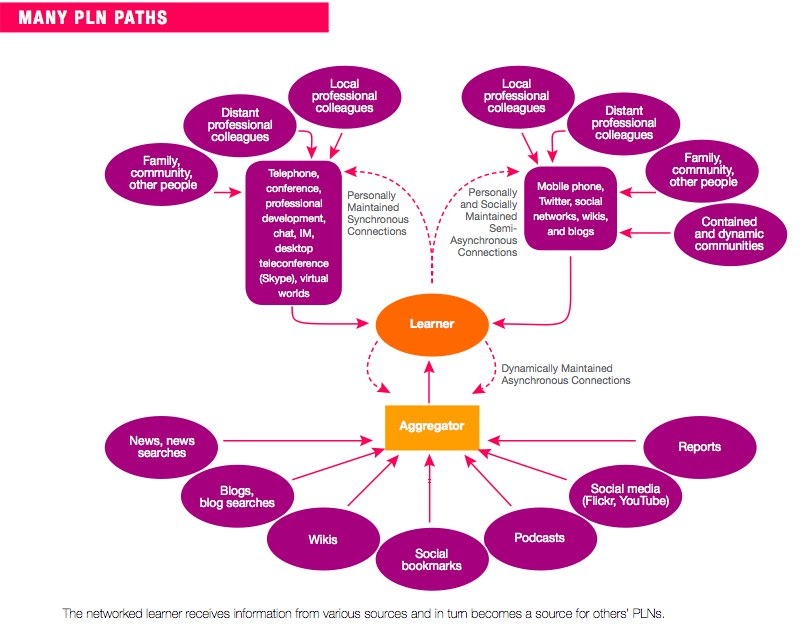 MANY PLN PATHS
Local
professional
colleagues
Distant
professional
colleagues
Family,
community,
other people
Telephone,
conference,
professional
development,
chat, IM,
desktop
teleconference
(Skype), virtual
worlds
Personally
Maintained
Synchronous
Connections
Local
professional
colleagues
Distant
professional
colleagues
Family,
community,
other people
Contained
and dynamic
communities
Mobile phone,
Twitter, social
networks, wikis,
and blogs
Personally
and Socially
Maintained
Semi-
Asynchronous
Connections
Learner
Dynamically Maintained
Asynchronous Connections
Aggregator
News, news
searches
Blogs,
blog searches
Wikis
Social
bookmarks
Podcasts
Social media
(Flickr, YouTube)
Reports
The networked learner receives information from various sources and in turn becomes a source for others' PLNs.